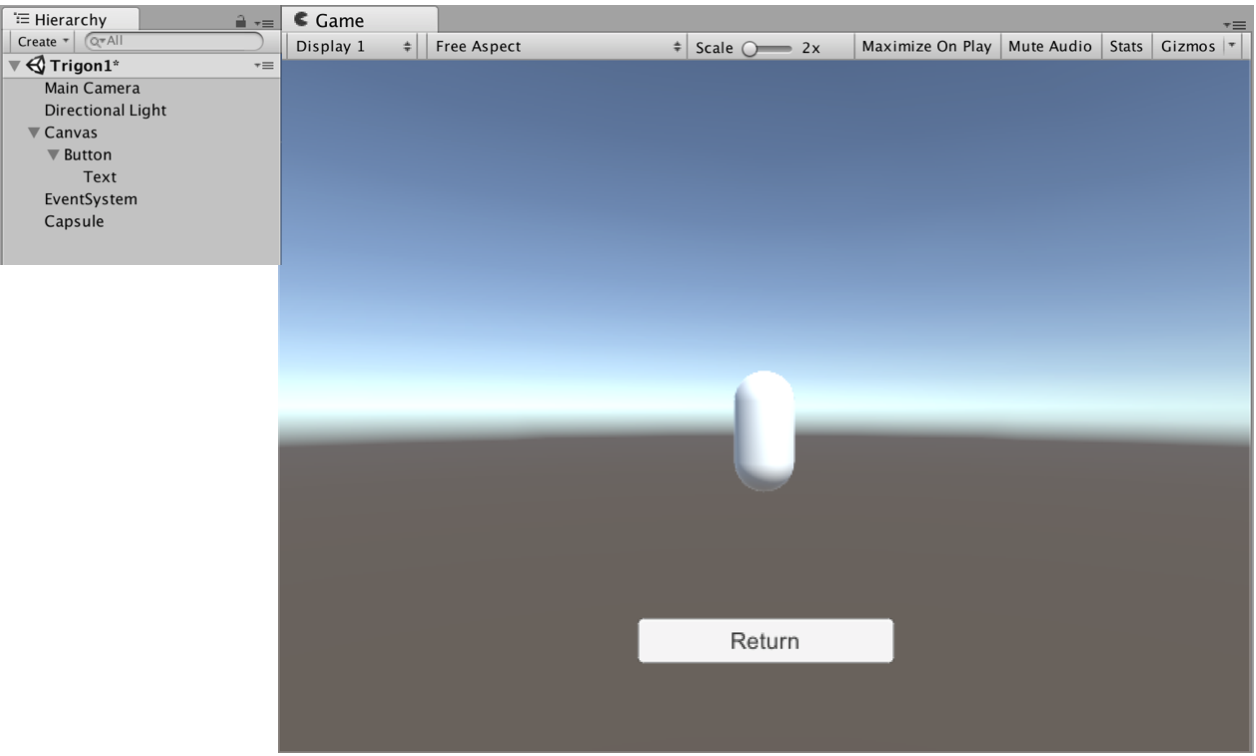 Hierarchy
Create All
Trigon1*
Main Camera
Directional Light
Canvas
Button
Text
EventSystem
Capsule
Game
Display 1 Free Aspect Scale 2x Maximize On Play Mute Audio Stats Gizmos
Return